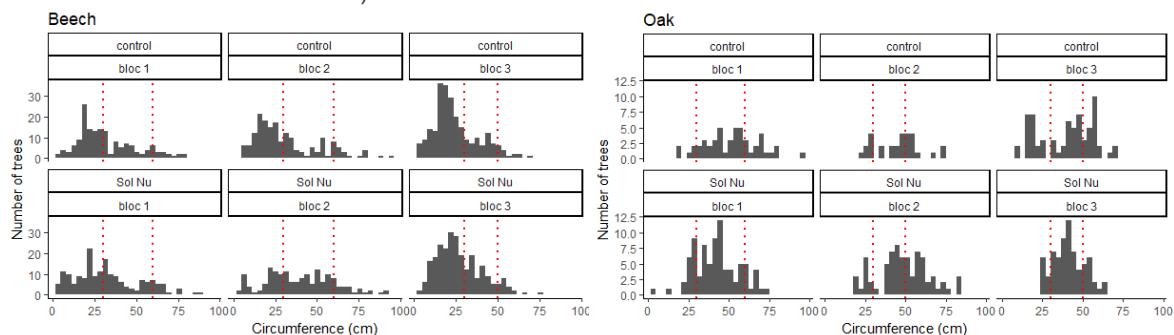 )
Beech
control control control
bloc 1 bloc 2 bloc 3
30
20
10
0
Sol Nu Sol Nu Sol Nu
bloc 1 bloc 2 bloc 3
30
20
10
0
0 25 50 75 100 0 25 50 75 100 0 25 50 75 100
Circumference (cm)
Number of trees
Oak
control control control
bloc 1 bloc 2 bloc 3
12.5
10.0
7.5
5.0
2.5
0.0
Sol Nu Sol Nu Sol Nu
bloc 1 bloc 2 bloc 3
12.5
10.0
7.5
5.0
2.5
0.0
0 25 50 75 100 0 25 50 75 100 0 25 50 75 100
Circumference (cm)
Number of trees